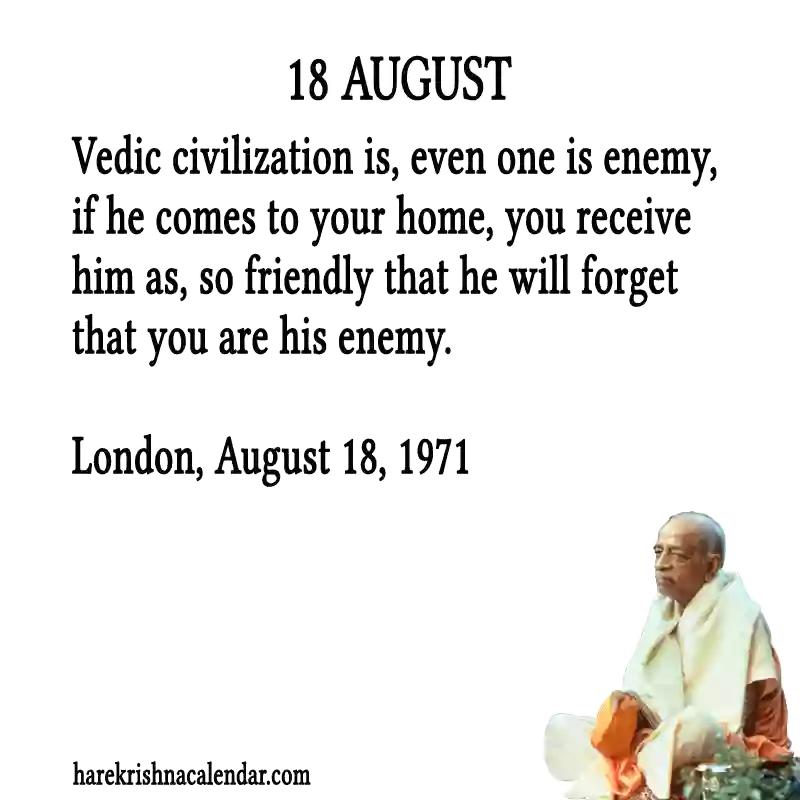 18 AUGUST
Vedic civilization is, even one is enemy,
if he comes to your home, you receive
him as, so friendly that he will forget
that you are his enemy.
London, August 18, 1971
harekrishnacalendar.com